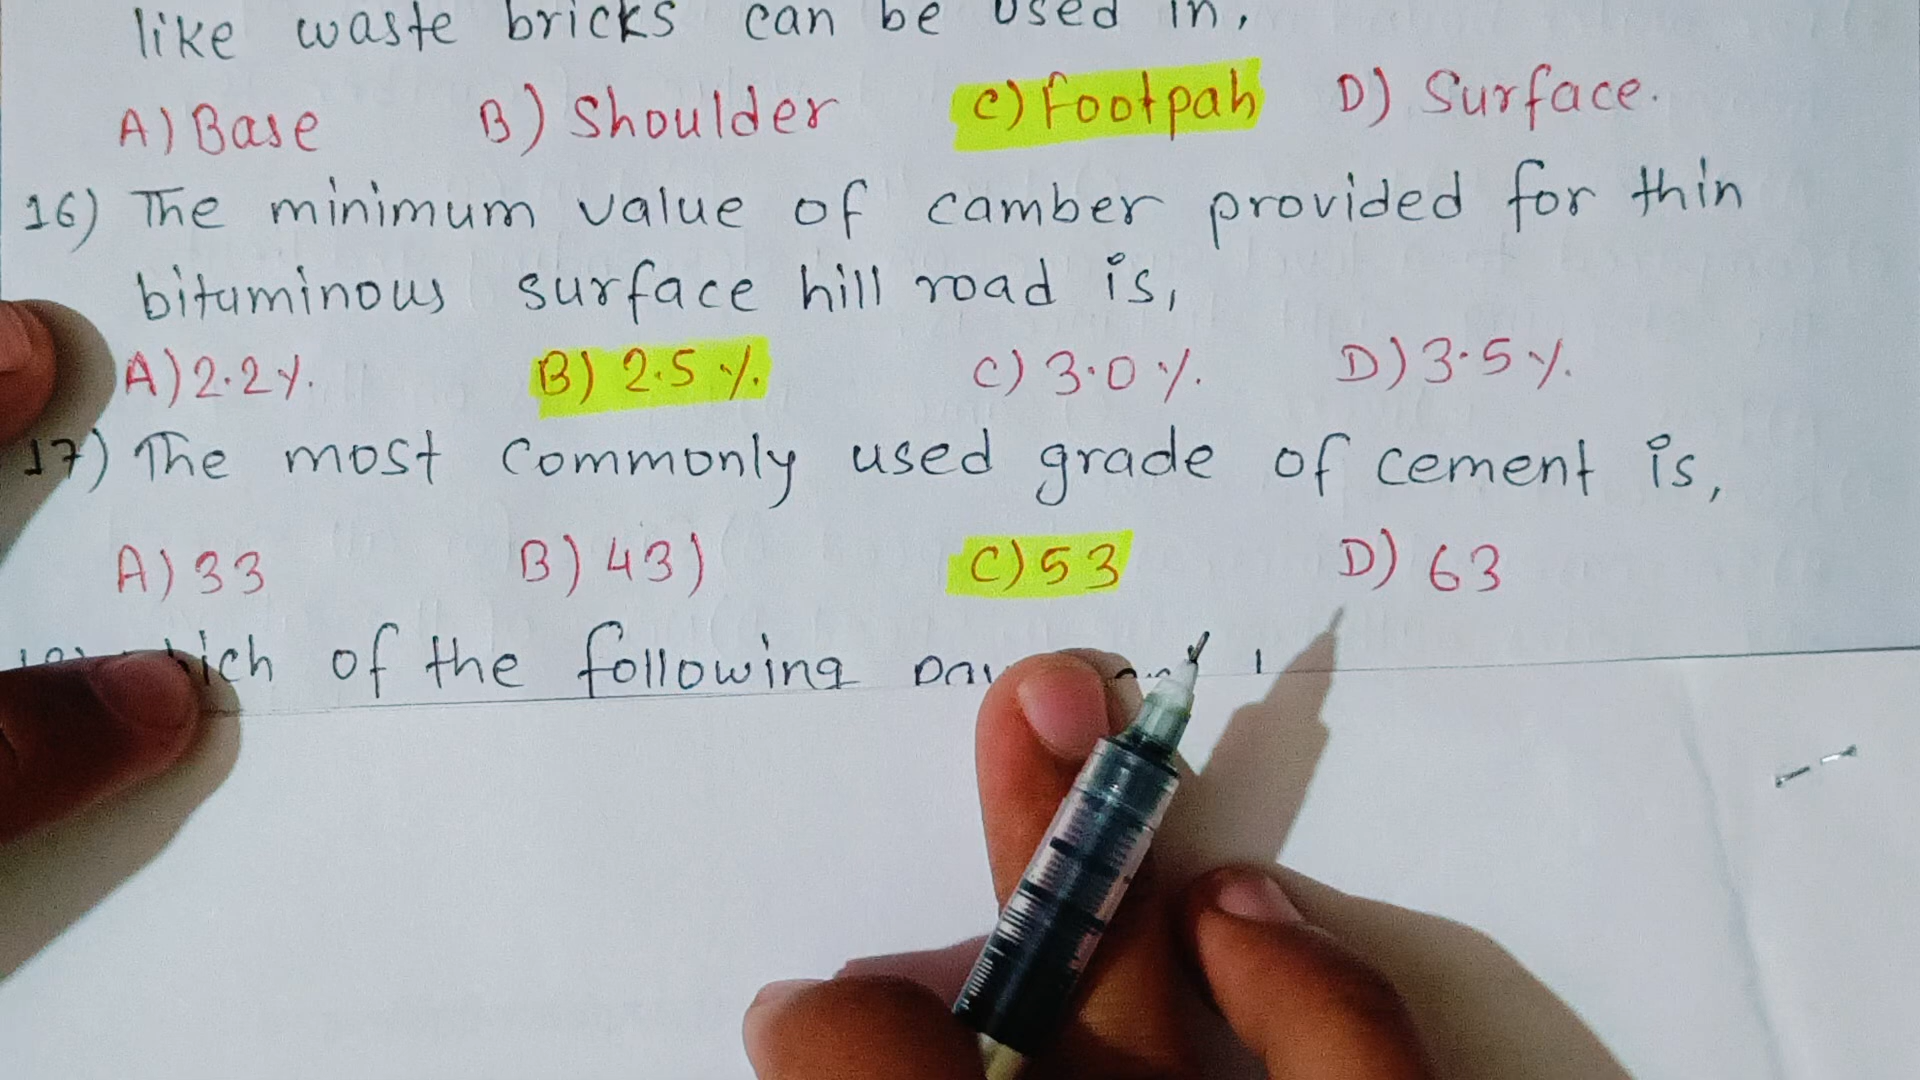 like waste bricks can be used in,
A) Base B) Shoulder C) Footpah D) Surface.
16) The minimum value of camber provided for thin
bituminous surface hill road is,
A) 2.2%. B) 2.5 %. C) 3.0 %. D) 3.5 %.
17) The most commonly used grade of cement is,
A) 33 B) 43) C) 53 D) 63
of the following